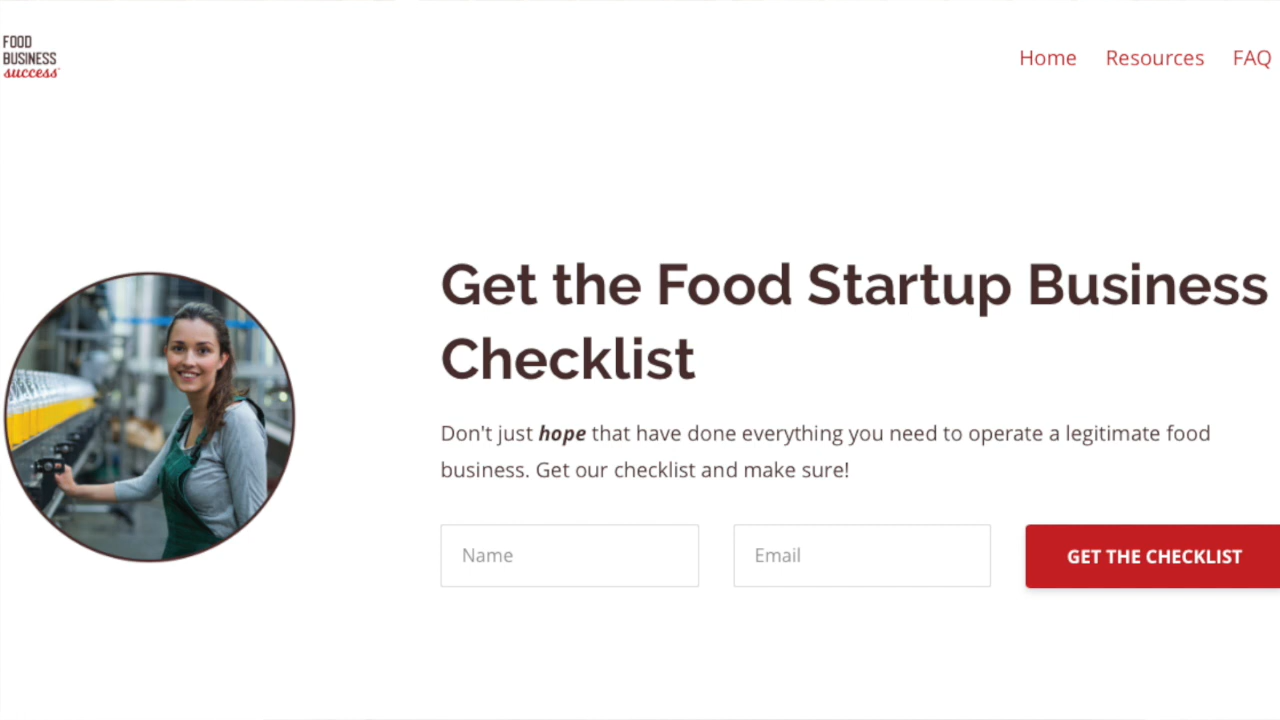 FOOD
BUSINESS
success
Home Resources FAQ
Get the Food Startup Business
Checklist
Don't just hope that have done everything you need to operate a legitimate food
business. Get our checklist and make sure!
Name Email GET THE CHECKLIST